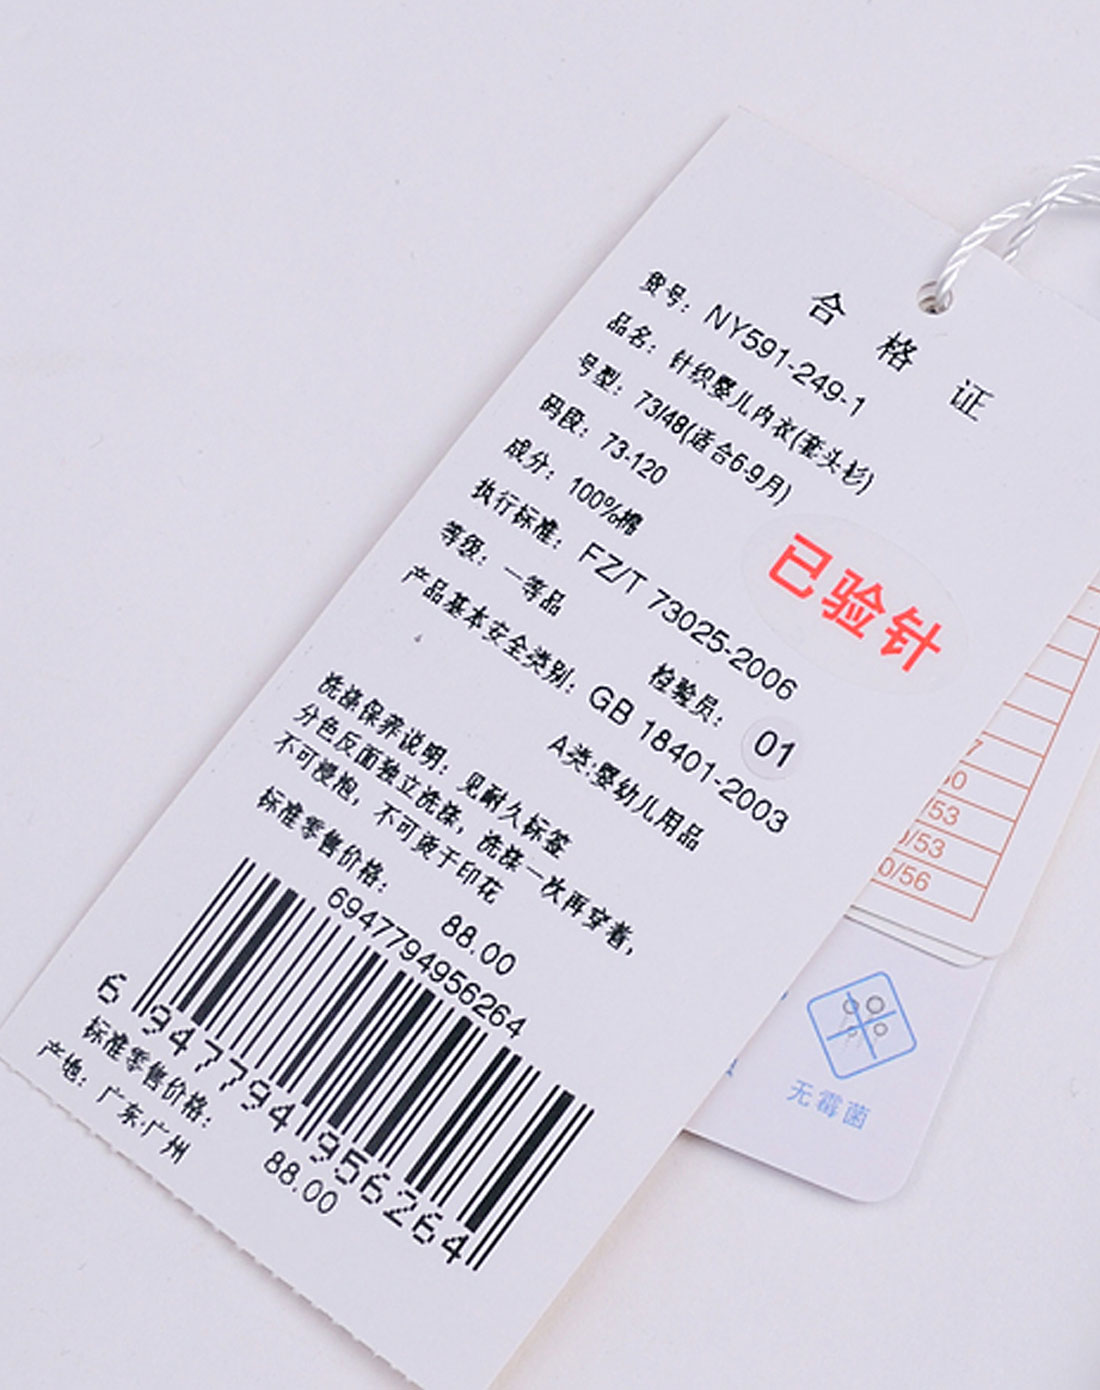 合格证
货号：NY591-249-1
品名：针织婴儿内衣(套头衫)
号型：73/48(适合6-9月)
码段：73-120
成分：100%棉
执行标准：FZ/T 73025-2006
等级：一等品
检验员：01
产品基本安全类别：GB 18401-2003
A类:婴幼儿用品
已验针
洗涤保养说明：见耐久标签
分色反面独立洗涤，洗涤一次再穿着，
不可浸泡，不可烫于印花
标准零售价格：88.00
6947794956264
6 947794 956264
标准零售价格：88.00
产地：广东·广州
/53
/53
0/56
无霉菌